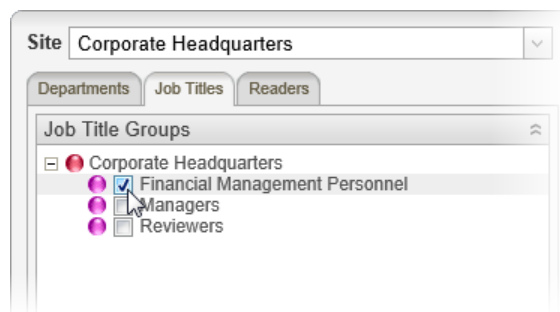 Site Corporate Headquarters
Departments Job Titles Readers
Job Title Groups
Corporate Headquarters
Financial Management Personnel
Managers
Reviewers